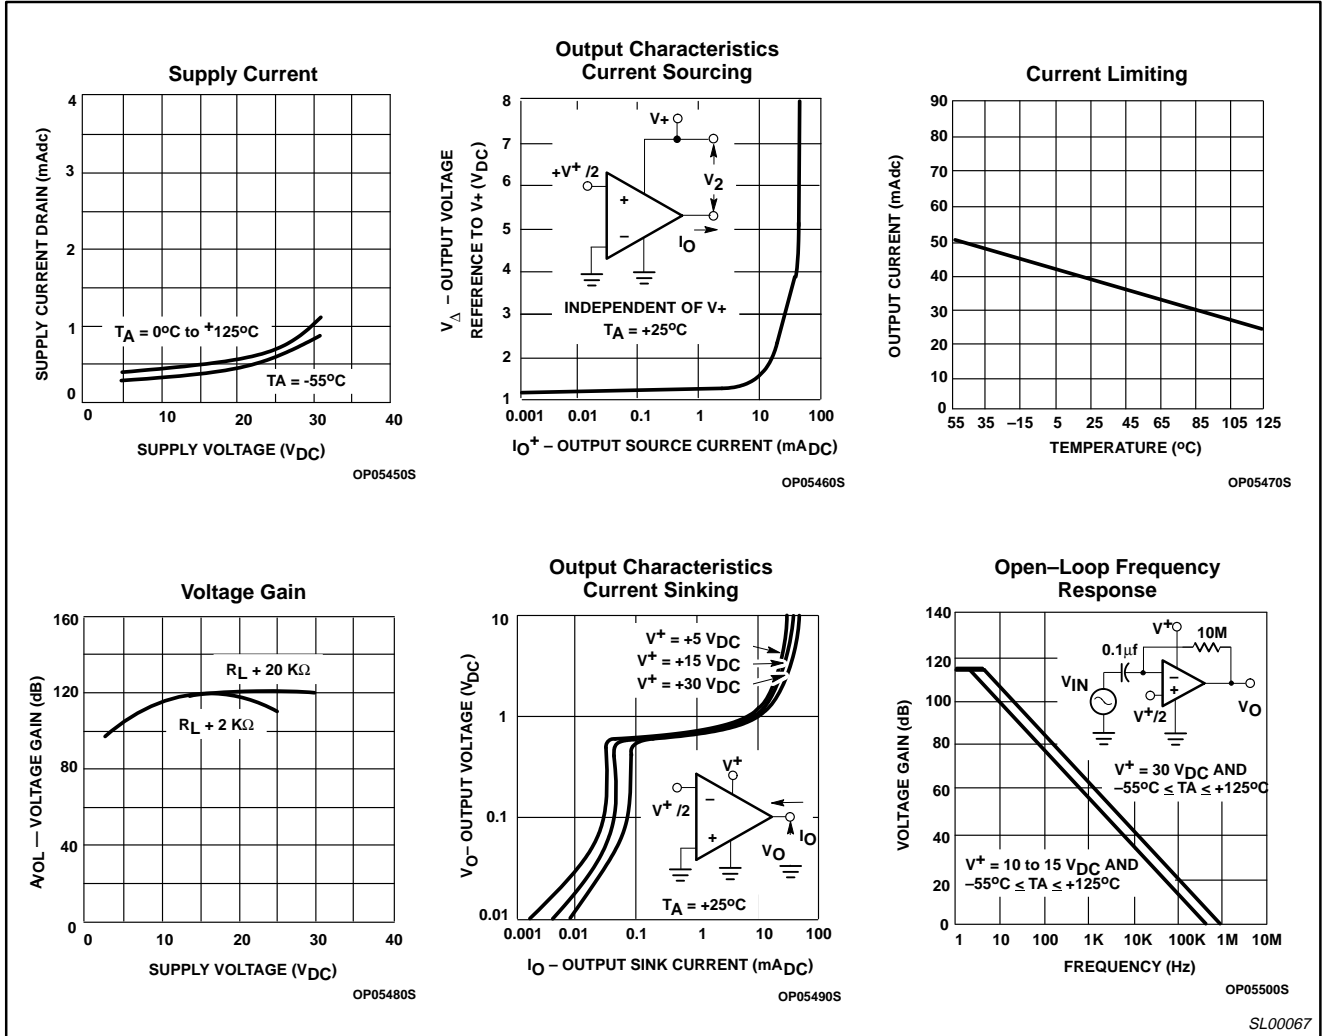 Supply Current
4
3
2
1
0
SUPPLY CURRENT DRAIN (mAdc)
TA = 0oC to +125oC
TA = -55oC
0 10 20 30 40
SUPPLY VOLTAGE (VDC)
OP05450S
Output Characteristics
Current Sourcing
8
7
6
5
4
3
2
1
V∆ – OUTPUT VOLTAGE
REFERENCE TO V+ (VDC)
V+
+V+ /2
V2
+
–
IO
INDEPENDENT OF V+
TA = +25oC
0.001 0.01 0.1 1 10 100
IO+ – OUTPUT SOURCE CURRENT (mADC)
OP05460S
Current Limiting
90
80
70
60
50
40
30
20
10
0
OUTPUT CURRENT (mAdc)
55 35 –15 5 25 45 65 85 105 125
TEMPERATURE (oC)
OP05470S
Voltage Gain
160
120
80
40
0
AVOL — VOLTAGE GAIN (dB)
RL + 20 KΩ
RL + 2 KΩ
0 10 20 30 40
SUPPLY VOLTAGE (VDC)
OP05480S
Output Characteristics
Current Sinking
10
1
0.1
0.01
VO– OUTPUT VOLTAGE (VDC)
V+ = +5 VDC
V+ = +15 VDC
V+ = +30 VDC
V+
V+ /2
–
+
IO
VO
TA = +25oC
0.001 0.01 0.1 1 10 100
IO – OUTPUT SINK CURRENT (mADC)
OP05490S
Open–Loop Frequency
Response
140
120
100
80
60
40
20
0
VOLTAGE GAIN (dB)
V+
10M
0.1µf
VIN
–
+
V+/2
VO
V+ = 30 VDC AND
–55oC ≤ TA ≤ +125oC
V+ = 10 to 15 VDC AND
–55oC ≤ TA ≤ +125oC
1 10 100 1K 10K 100K 1M 10M
FREQUENCY (Hz)
OP05500S
SL00067